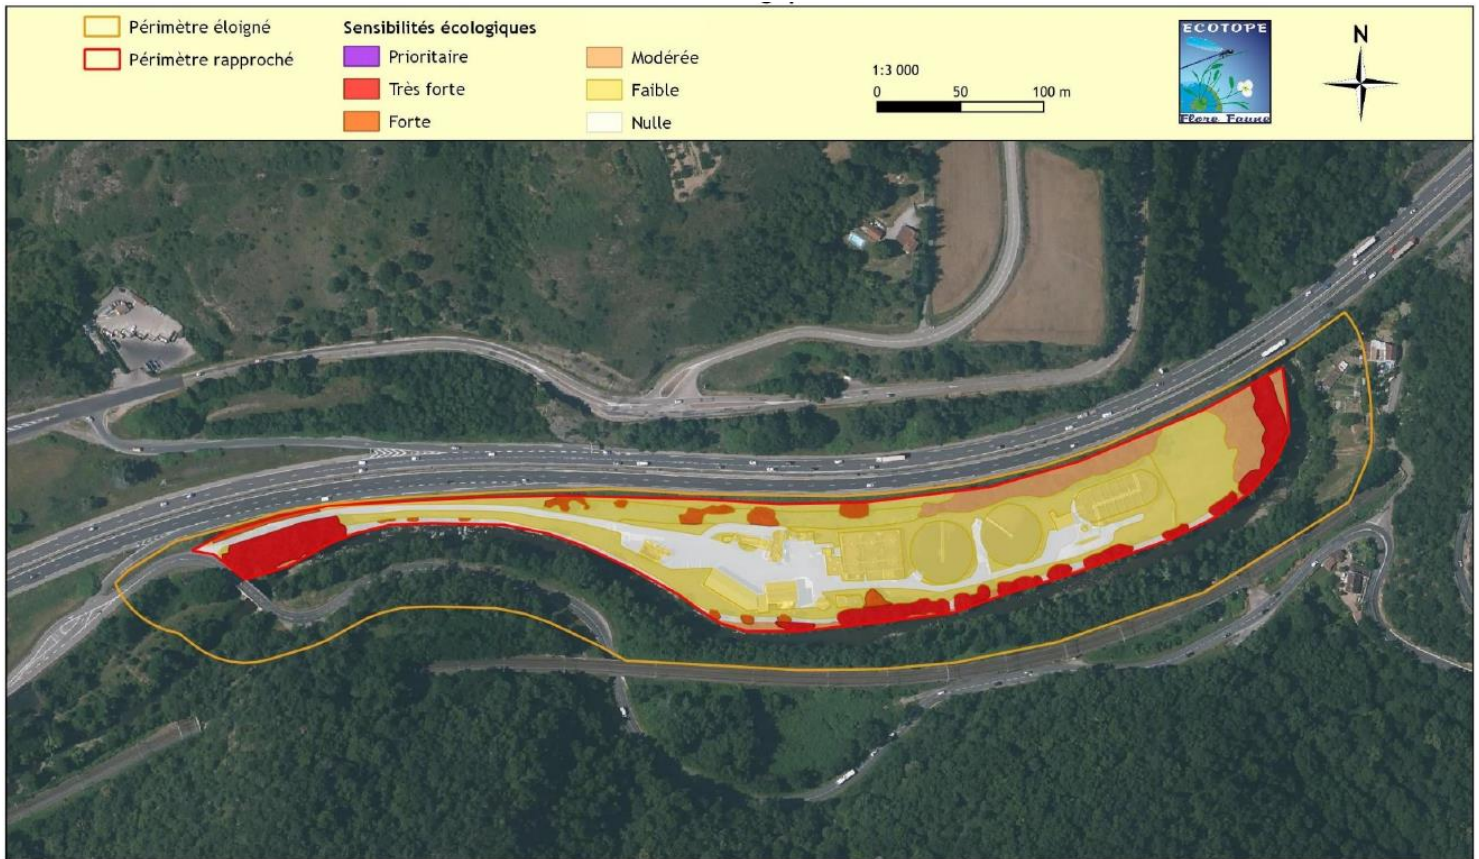 Périmètre éloigné
Périmètre rapproché
Sensibilités écologiques
Prioritaire
Très forte
Forte
Modérée
Faible
Nulle
1:3 000
0 50 100 m
ECOTOPE
Flore Faune
N